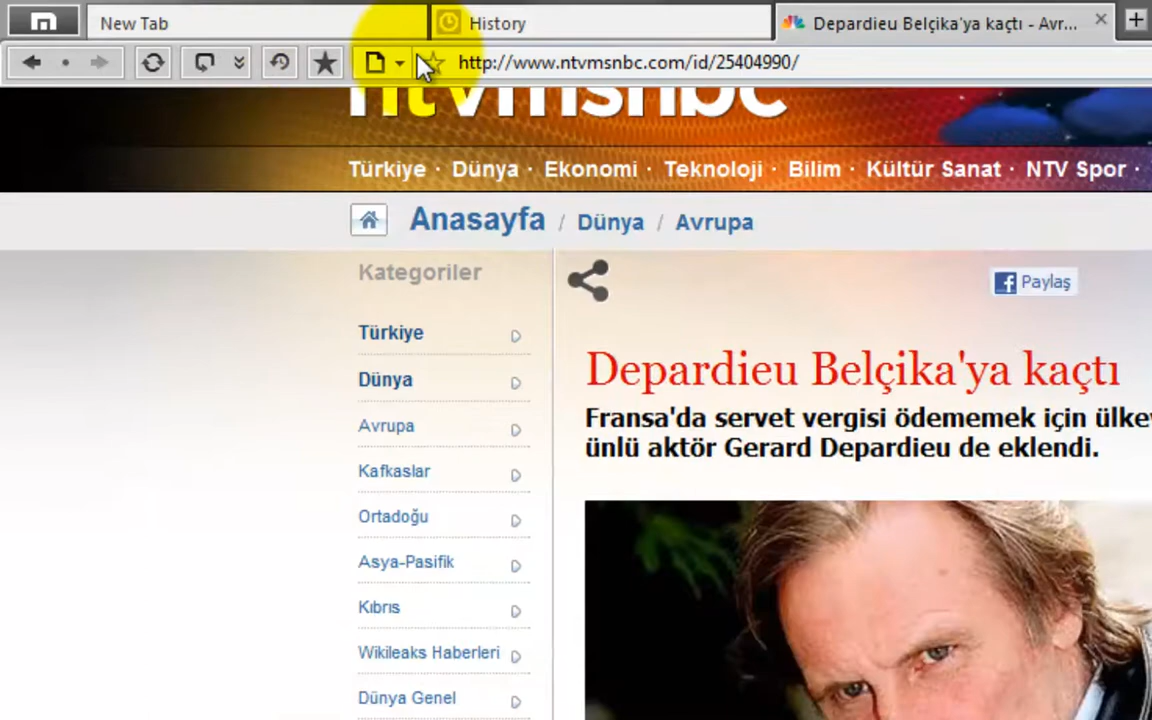 New Tab
History
Depardieu Belçika'ya kaçtı - Avr...
http://www.ntvmsnbc.com/id/25404990/
ntvmsnbc
Türkiye · Dünya · Ekonomi · Teknoloji · Bilim · Kültür Sanat · NTV Spor ·
Anasayfa / Dünya / Avrupa
Kategoriler
Paylaş
Türkiye
Dünya
Avrupa
Kafkaslar
Ortadoğu
Asya-Pasifik
Kıbrıs
Wikileaks Haberleri
Dünya Genel
Depardieu Belçika'ya kaçtı
Fransa'da servet vergisi ödememek için
ünlü aktör Gerard Depardieu de eklendi.